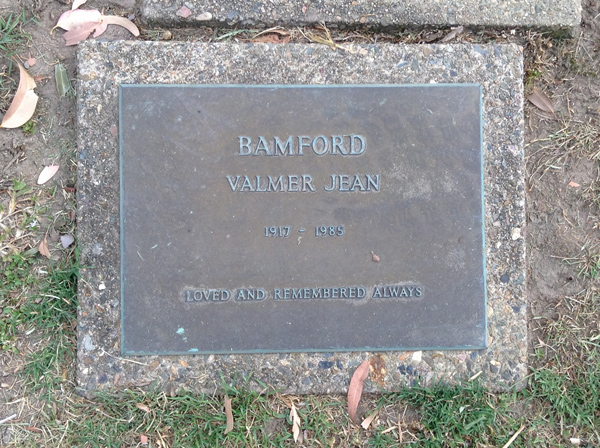 BAMFORD
VALMER JEAN
1917 - 1985
LOVED AND REMEMBERED ALWAYS